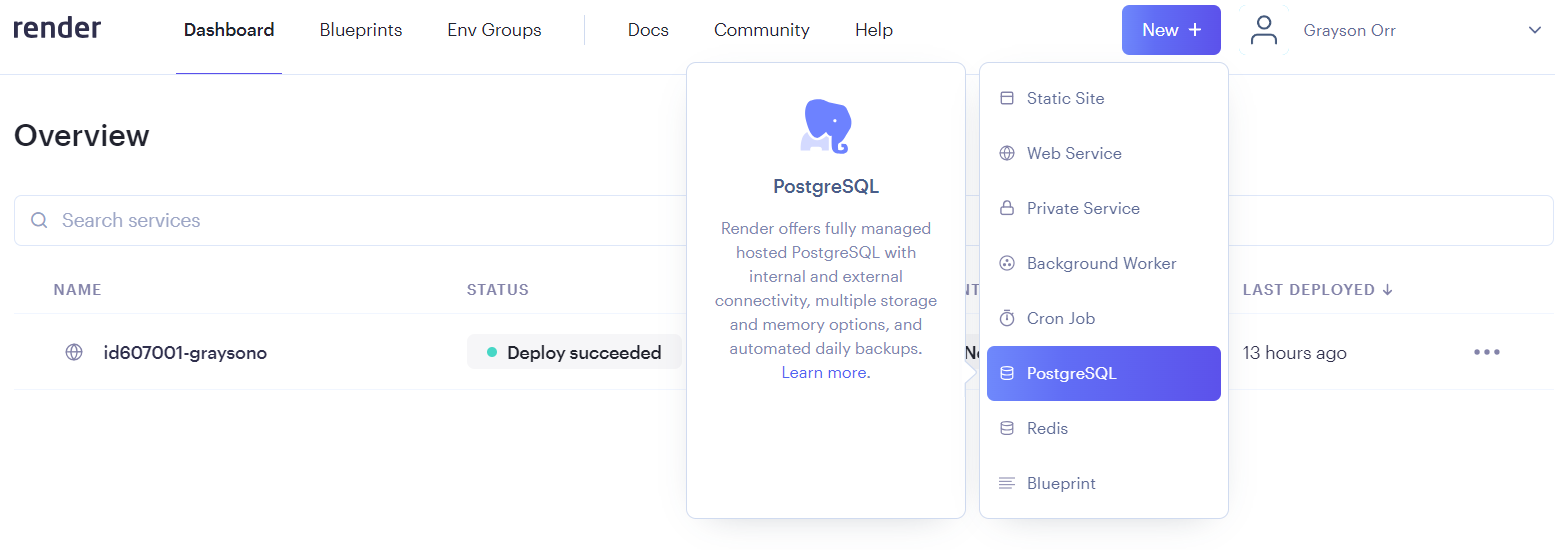 render
Dashboard
Blueprints
Env Groups
Docs
Community
Help
New +
Grayson Orr
Overview
Search services
NAME
STATUS
LAST DEPLOYED ↓
id607001-graysono
Deploy succeeded
13 hours ago
PostgreSQL
Render offers fully managed
hosted PostgreSQL with
internal and external
connectivity, multiple storage
and memory options, and
automated daily backups.
Learn more.
Static Site
Web Service
Private Service
Background Worker
Cron Job
PostgreSQL
Redis
Blueprint